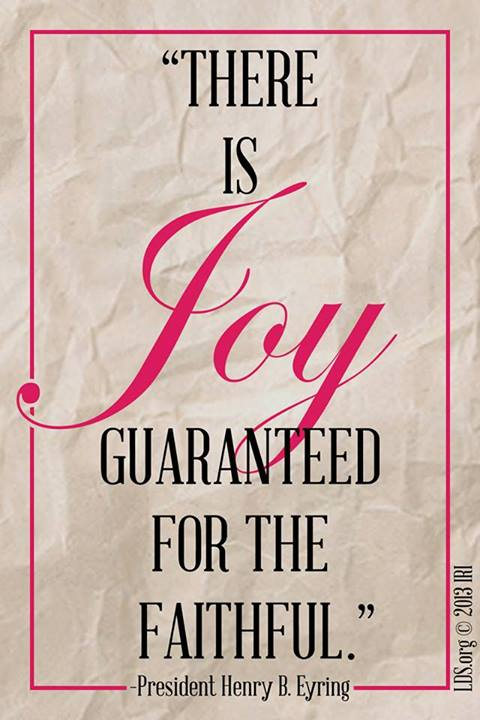 “THERE
IS
Joy
GUARANTEED
FOR THE
FAITHFUL.”
-President Henry B. Eyring
LDS.org © 2013 IRI